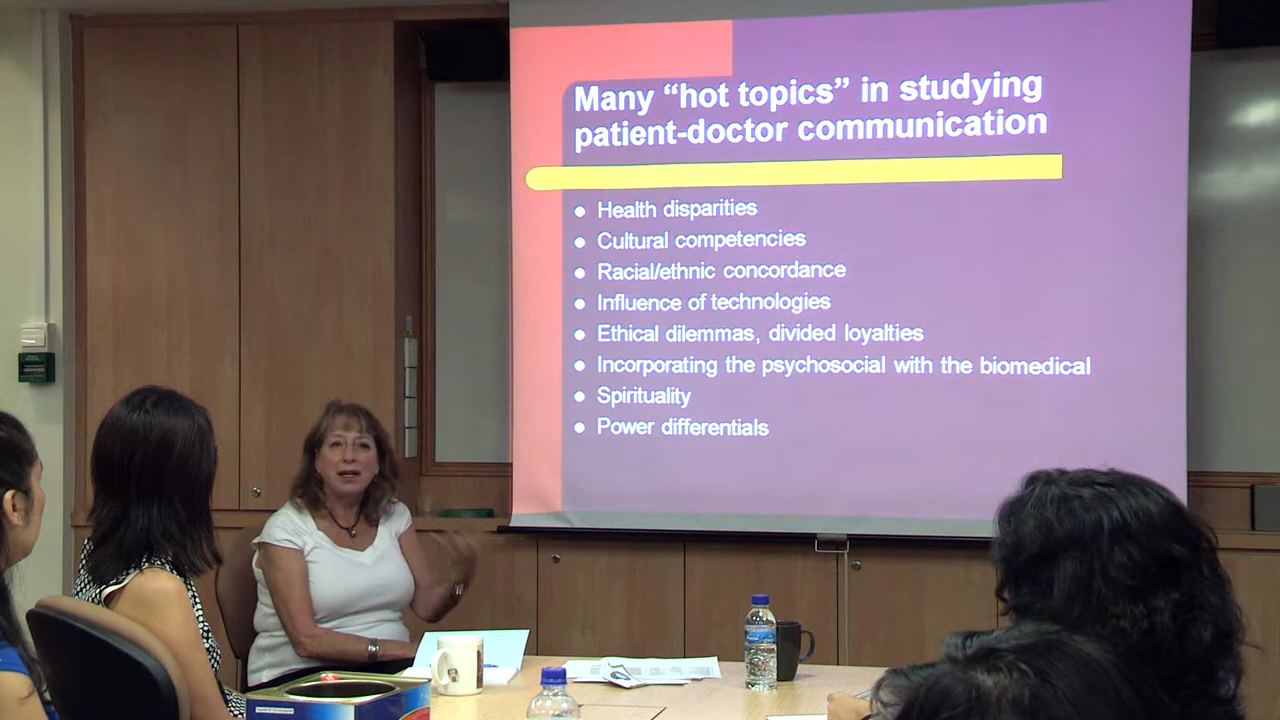 Many “hot topics” in studying
patient-doctor communication
● Health disparities
● Cultural competencies
● Racial/ethnic concordance
● Influence of technologies
● Ethical dilemmas, divided loyalties
● Incorporating the psychosocial with the biomedical
● Spirituality
● Power differentials